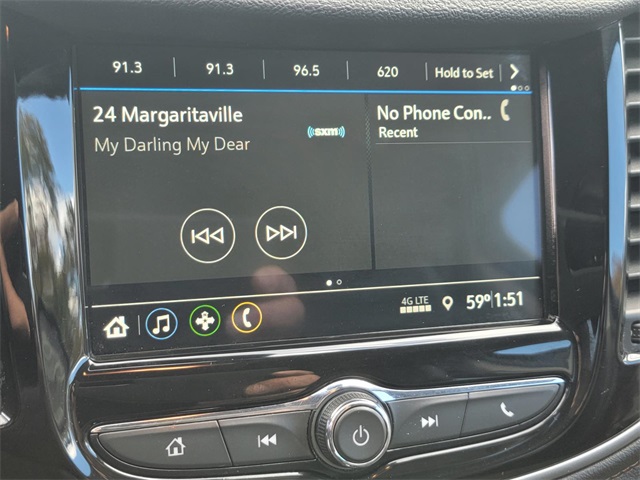 91.3 91.3 96.5 620 Hold to Set
24 Margaritaville
My Darling My Dear
((sxm))
No Phone Con..
Recent
4G LTE 59° 1:51